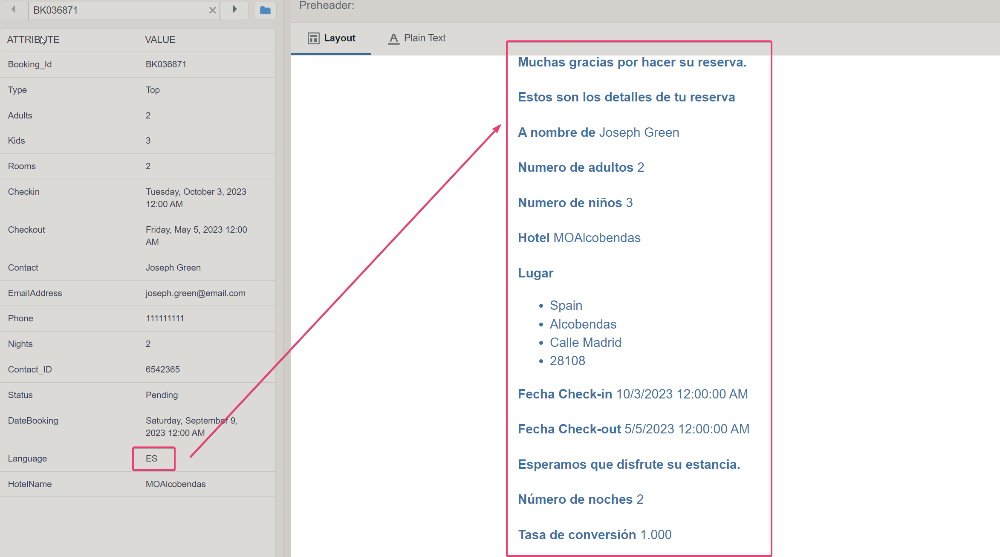 BK036871
ATTRIBUTE VALUE
Booking_Id BK036871
Type Top
Adults 2
Kids 3
Rooms 2
Checkin Tuesday, October 3, 2023
12:00 AM
Checkout Friday, May 5, 2023 12:00
AM
Contact Joseph Green
EmailAddress joseph.green@email.com
Phone 111111111
Nights 2
Contact_ID 6542365
Status Pending
DateBooking Saturday, September 9,
2023 12:00 AM
Language ES
HotelName MOAlcobendas
Preheader:
Layout Plain Text
Muchas gracias por hacer su reserva.
Estos son los detalles de tu reserva
A nombre de Joseph Green
Numero de adultos 2
Numero de niños 3
Hotel MOAlcobendas
Lugar
• Spain
• Alcobendas
• Calle Madrid
• 28108
Fecha Check-in 10/3/2023 12:00:00 AM
Fecha Check-out 5/5/2023 12:00:00 AM
Esperamos que disfrute su estancia.
Número de noches 2
Tasa de conversión 1.000